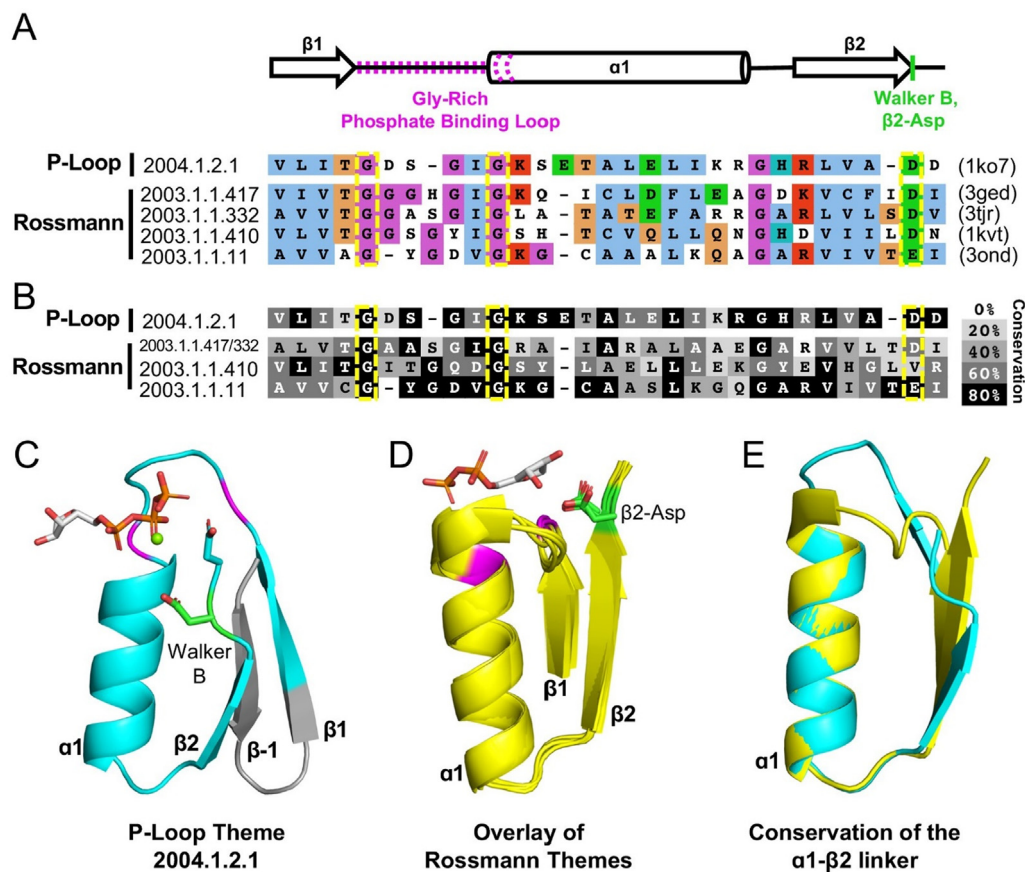 A
β1
α1
β2
Gly-Rich
Phosphate Binding Loop
Walker B,
β2-Asp
P-Loop 2004.1.2.1 V L I T G D S - G I G K S E T A L E L I K R G H R L V A - D D (1ko7)
Rossmann
2003.1.1.417 V I V T G G G H G I G K Q - I C L D F L E A G D K V C F I D I (3ged)
2003.1.1.332 A V V T G G A S G I G L A - T A T E F A R R G A R L V L S D V (3tjr)
2003.1.1.410 V L V T G G S G Y I G S H - T C V Q L L Q N G H D V I I L D N (1kvt)
2003.1.1.11 A V V A G - Y G D V G K G - C A A A L K Q A G A R V I V T E I (3ond)
B
P-Loop 2004.1.2.1 V L I T G D S - G I G K S E T A L E L I K R G H R L V A - D D
Rossmann
2003.1.1.417/332 A L V T G A A S G I G R A - I A R A L A A E G A R V V L T D I
2003.1.1.410 V L I T G I T G Q D G S Y - L A E L L L E K G Y E V H G L V R
2003.1.1.11 A V V C G - Y G D V G K G - C A A S L K G Q G A R V I V T E I
0%
20%
40%
60%
80%
Conservation
C
Walker
B
α1
β2
β-1
β1
P-Loop Theme
2004.1.2.1
D
β2-Asp
β1
β2
α1
Overlay of
Rossmann Themes
E
α1
Conservation of the
α1-β2 linker